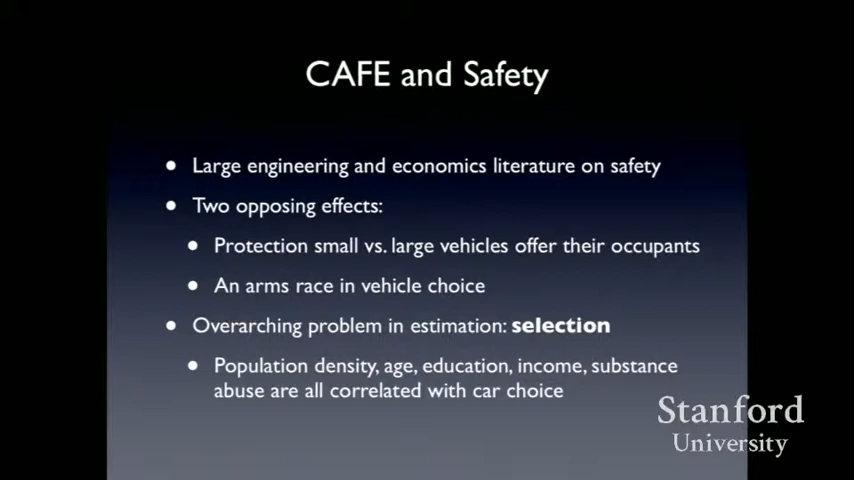 CAFE and Safety
• Large engineering and economics literature on safety
• Two opposing effects:
• Protection small vs. large vehicles offer their occupants
• An arms race in vehicle choice
• Overarching problem in estimation: selection
• Population density, age, education, income, substance
abuse are all correlated with car choice
Stanford
University